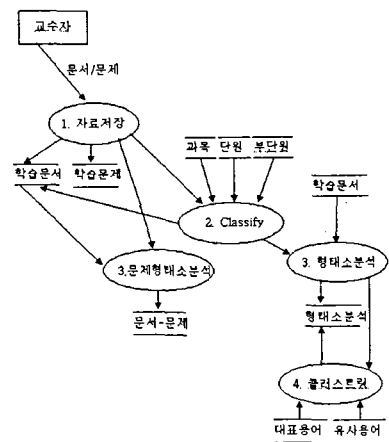 교수자
문서/문제
1. 자료저장
과목 단원 부단원
학습문서 학습문제
학습문서
2. Classify
3.문제형태소분석
3. 형태소분석
문서-문제
형태소분석
4. 클러스트링
대표용어 유사용어